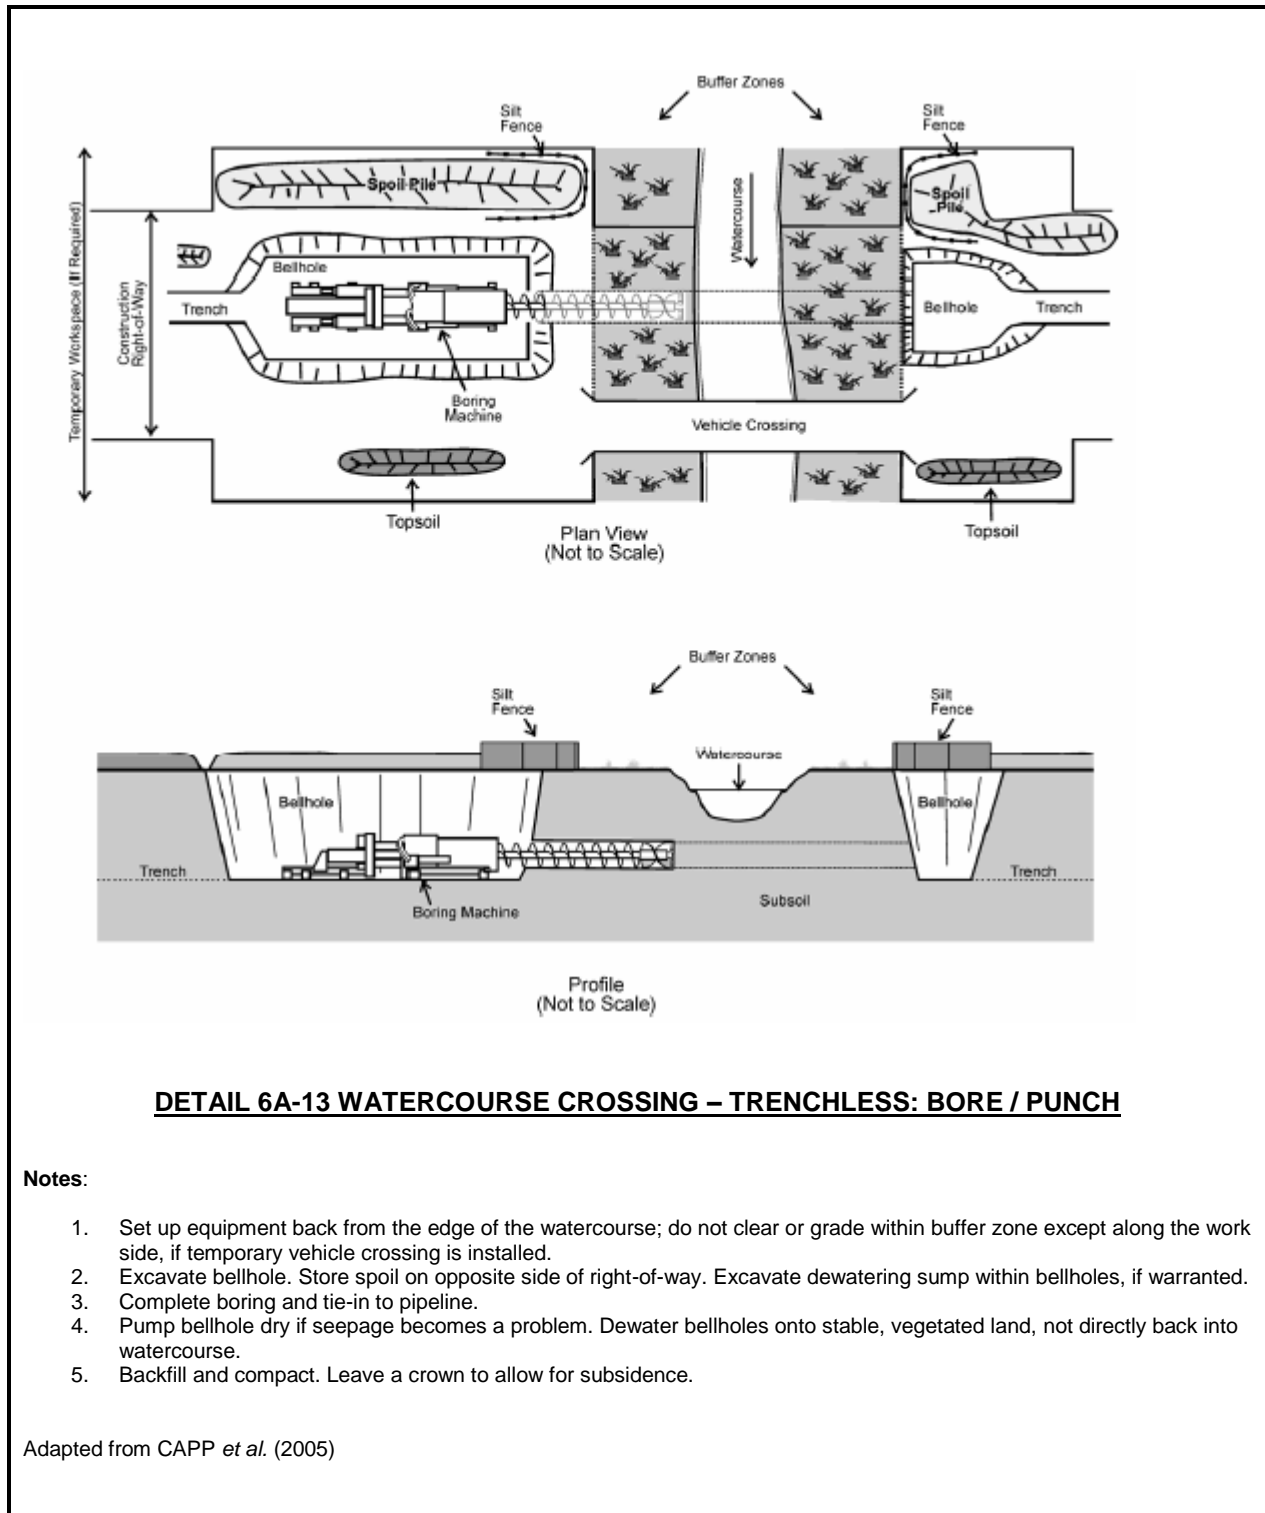 Buffer Zones
Silt
Fence
Silt
Fence
Spoil Pile
Spoil
Pile
Watercourse
Temporary Workspace (If Required)
Construction
Right-of-Way
Bellhole
Trench
Bellhole
Trench
Boring
Machine
Vehicle Crossing
Topsoil
Topsoil
Plan View
(Not to Scale)
Buffer Zones
Silt
Fence
Silt
Fence
Watercourse
Bellhole
Bellhole
Trench
Trench
Boring Machine
Subsoil
Profile
(Not to Scale)
DETAIL 6A-13 WATERCOURSE CROSSING – TRENCHLESS: BORE / PUNCH
Notes:
1. Set up equipment back from the edge of the watercourse; do not clear or grade within buffer zone except along the work
side, if temporary vehicle crossing is installed.
2. Excavate bellhole. Store spoil on opposite side of right-of-way. Excavate dewatering sump within bellholes, if warranted.
3. Complete boring and tie-in to pipeline.
4. Pump bellhole dry if seepage becomes a problem. Dewater bellholes onto stable, vegetated land, not directly back into
watercourse.
5. Backfill and compact. Leave a crown to allow for subsidence.
Adapted from CAPP et al. (2005)